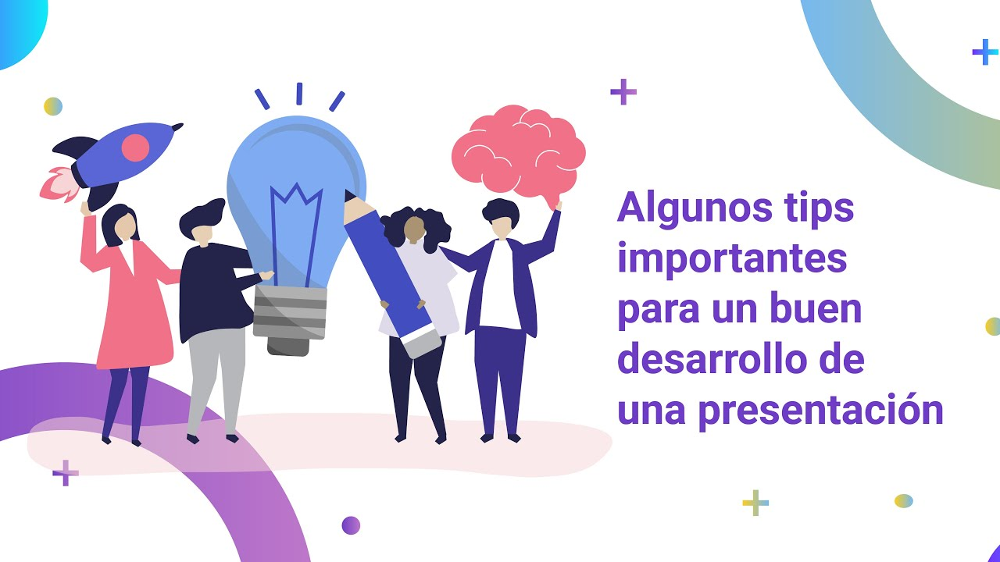 Algunos tips
importantes
para un buen
desarrollo de
una presentación